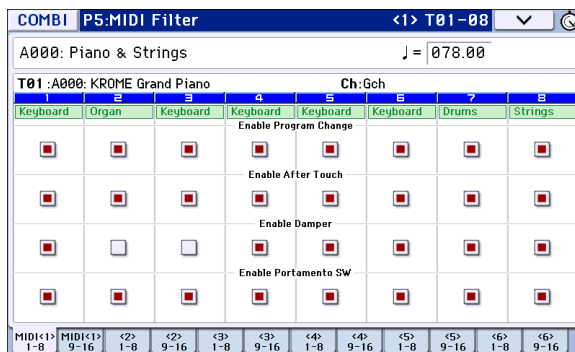 COMBI P5:MIDI Filter <1> T01-08
A000: Piano & Strings ♩= 078.00
T01 :A000: KROME Grand Piano Ch:Gch
1 2 3 4 5 6 7 8
Keyboard Organ Keyboard Keyboard Keyboard Keyboard Drums Strings
Enable Program Change
Enable After Touch
Enable Damper
Enable Portamento SW
MIDI<1> MIDI<1> <2> <2> <3> <3> <4> <4> <5> <5> <6> <6>
1-8 9-16 1-8 9-16 1-8 9-16 1-8 9-16 1-8 9-16 1-8 9-16